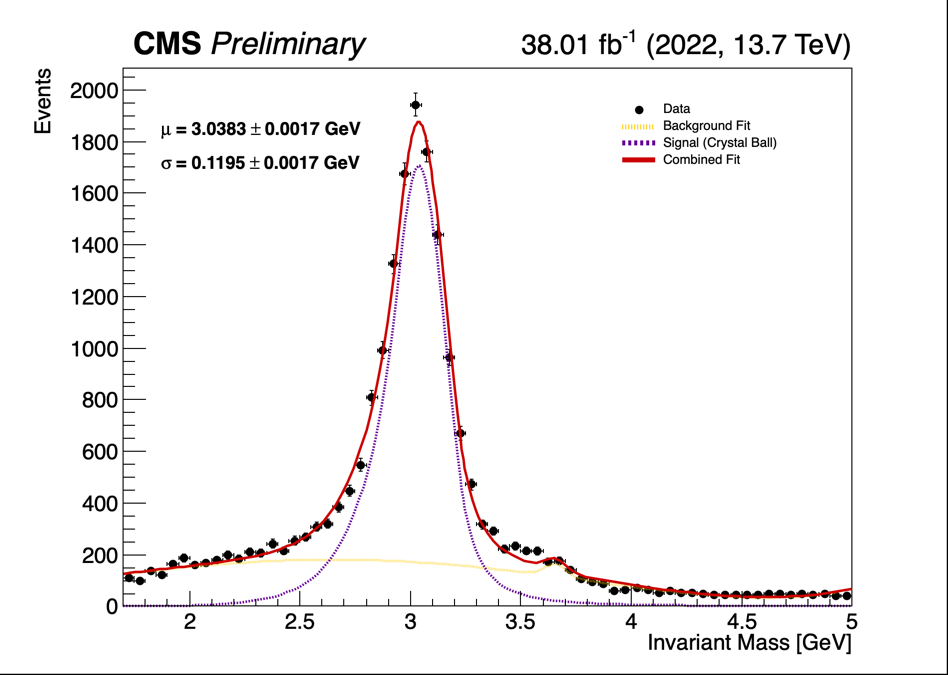 CMS Preliminary 38.01 fb⁻¹ (2022, 13.7 TeV)
Events
2000
1800
1600
1400
1200
1000
800
600
400
200
0
μ = 3.0383 ± 0.0017 GeV
σ = 0.1195 ± 0.0017 GeV
Data
Background Fit
Signal (Crystal Ball)
Combined Fit
2 2.5 3 3.5 4 4.5 5
Invariant Mass [GeV]